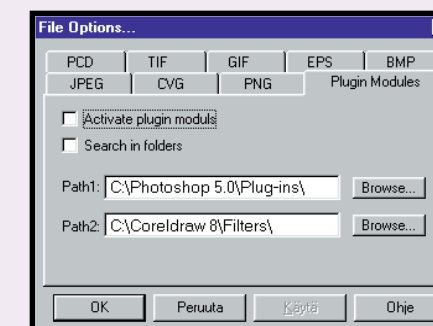 File Options...
PCD TIF GIF EPS BMP
JPEG CVG PNG Plugin Modules
Activate plugin moduls
Search in folders
Path1: C:\Photoshop 5.0\Plug-ins\ Browse...
Path2: C:\Coreldraw 8\Filters\ Browse...
OK Peruuta Käytä Ohje